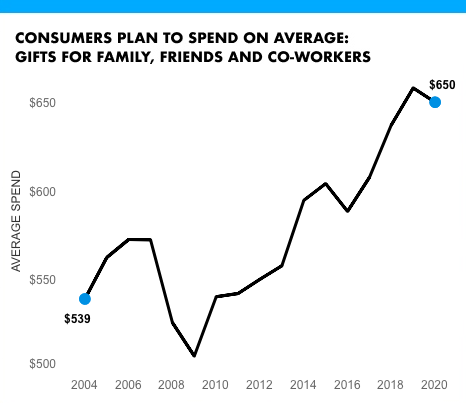 CONSUMERS PLAN TO SPEND ON AVERAGE:
GIFTS FOR FAMILY, FRIENDS AND CO-WORKERS
$650
$650
$600
AVERAGE SPEND
$550
$539
$500
2004 2006 2008 2010 2012 2014 2016 2018 2020